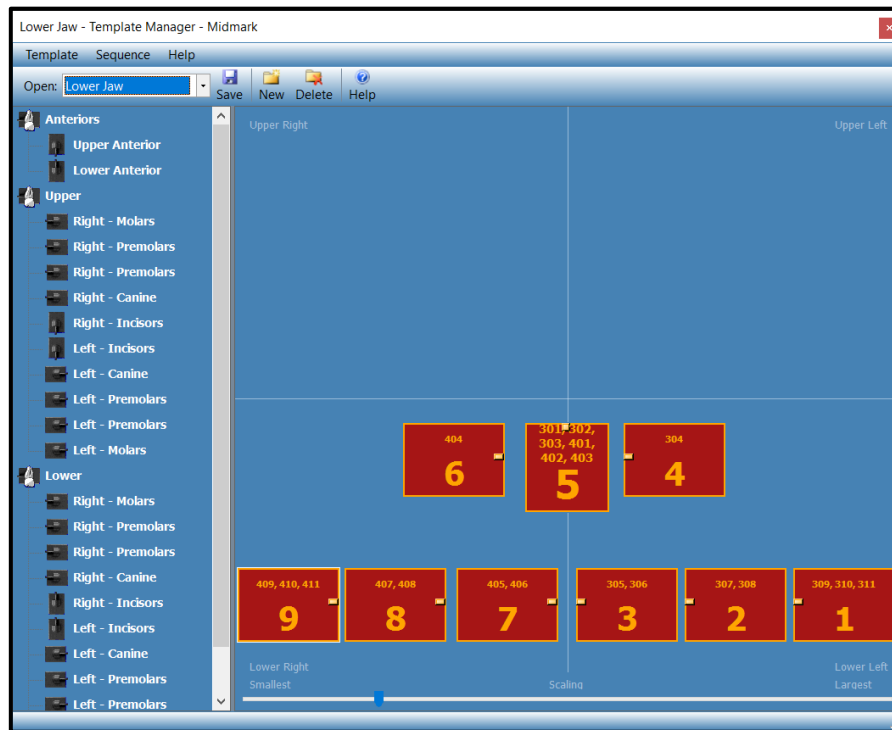 Lower Jaw - Template Manager - Midmark
Template Sequence Help
Open: Lower Jaw Save New Delete Help
Anteriors
Upper Anterior
Lower Anterior
Upper
Right - Molars
Right - Premolars
Right - Premolars
Right - Canine
Right - Incisors
Left - Incisors
Left - Canine
Left - Premolars
Left - Premolars
Left - Molars
Lower
Right - Molars
Right - Premolars
Right - Premolars
Right - Canine
Right - Incisors
Left - Incisors
Left - Canine
Left - Premolars
Left - Premolars
Upper Right Upper Left
404
6
301, 302,
303, 401,
402, 403
5
304
4
409, 410, 411
9
407, 408
8
405, 406
7
305, 306
3
307, 308
2
309, 310, 311
1
Lower Right Lower Left
Smallest Scaling Largest